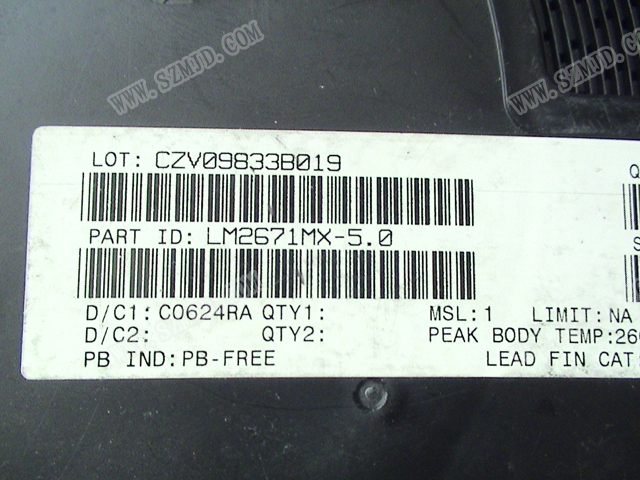 WWW.SZMJD.COM
WWW.SZMJD.COM
LOT: CZV09833B019
PART ID: LM2671MX-5.0
D/C1: C0624RA QTY1: MSL: 1 LIMIT: NA
D/C2: QTY2: PEAK BODY TEMP:26
PB IND: PB-FREE LEAD FIN CAT